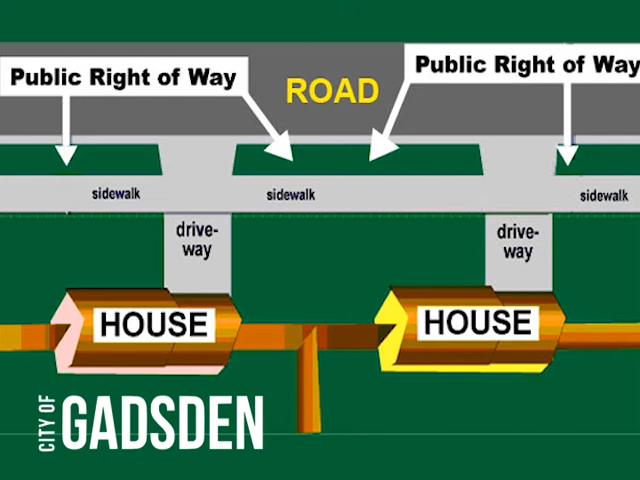 Public Right of Way
ROAD
Public Right of Way
sidewalk
sidewalk
sidewalk
drive-
way
drive-
way
HOUSE
HOUSE
CITY OF
GADSDEN